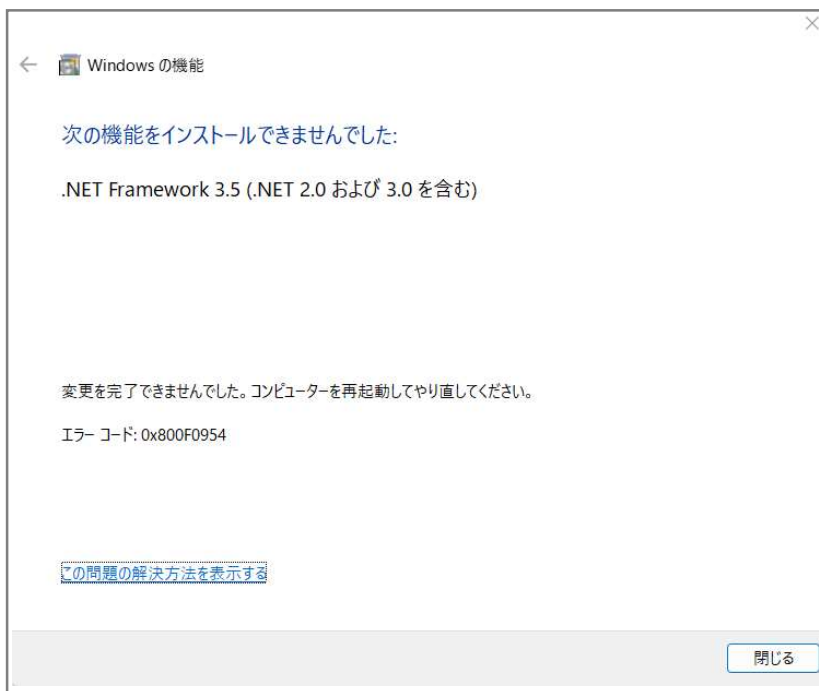 Windows の機能
次の機能をインストールできませんでした:
.NET Framework 3.5 (.NET 2.0 および 3.0 を含む)
変更を完了できませんでした。コンピューターを再起動してやり直してください。
エラー コード: 0x800F0954
この問題の解決方法を表示する
閉じる